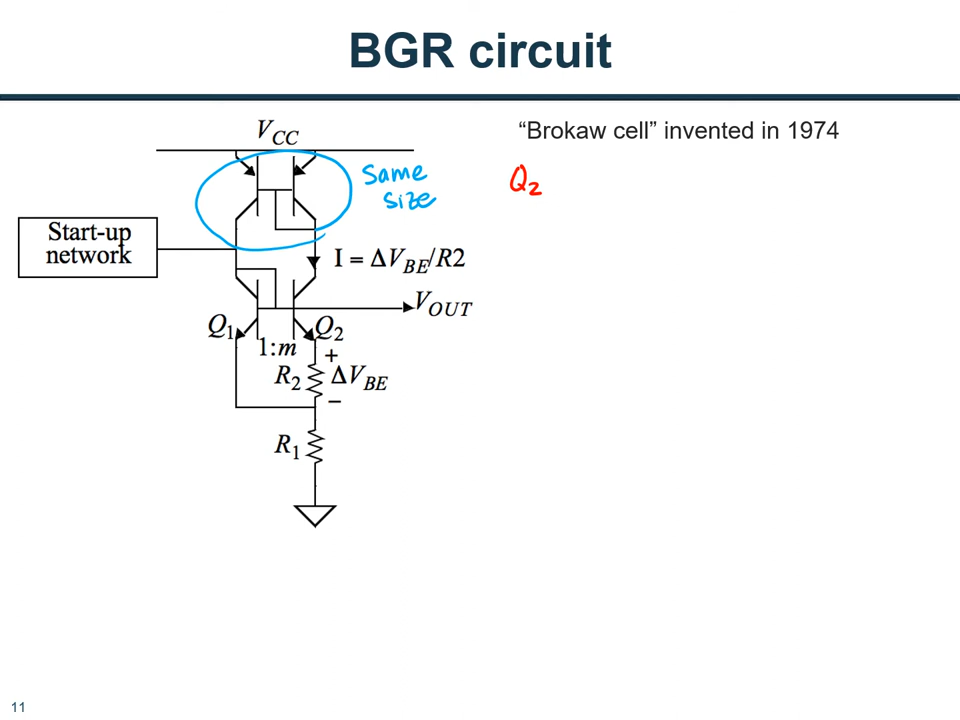 BGR circuit
"Brokaw cell" invented in 1974
VCC
Same
size
Q2
Start-up
network
I = ΔVBE/R2
VOUT
Q1
Q2
1:m
+
R2
ΔVBE
−
R1
11